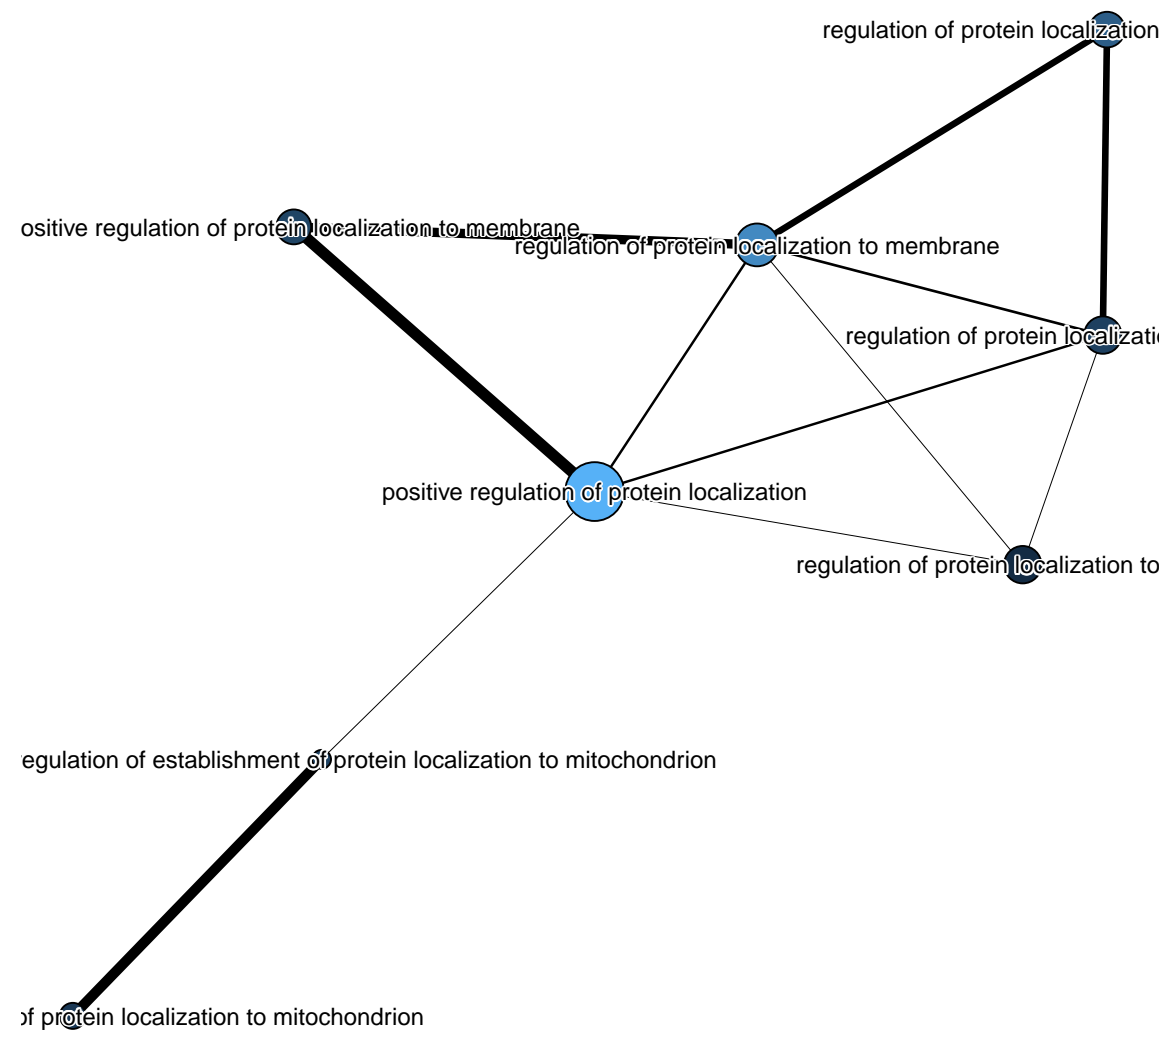 regulation of protein localization
ositive regulation of protein localization to membrane
regulation of protein localization to membrane
regulation of protein localizati
positive regulation of protein localization
regulation of protein localization to
egulation of establishment of protein localization to mitochondrion
of protein localization to mitochondrion